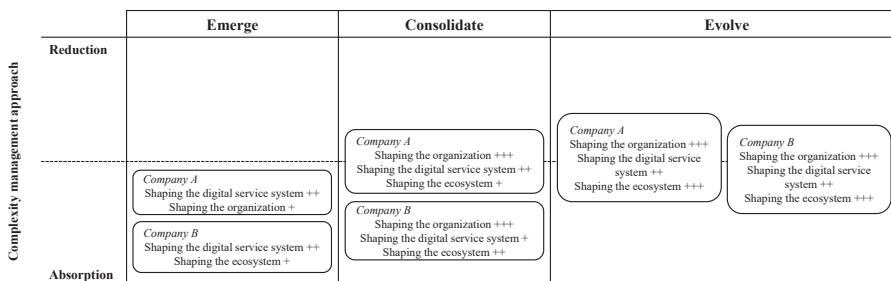 Emerge
Consolidate
Evolve
Complexity management approach
Reduction
Company A
Shaping the digital service system ++
Shaping the organization +
Company B
Shaping the digital service system ++
Shaping the ecosystem +
Company A
Shaping the organization +++
Shaping the digital service system ++
Shaping the ecosystem +
Company B
Shaping the organization +++
Shaping the digital service system +
Shaping the ecosystem ++
Company A
Shaping the organization +++
Shaping the digital service
system ++
Shaping the ecosystem +++
Company B
Shaping the organization +++
Shaping the digital service
system ++
Shaping the ecosystem +++
Absorption